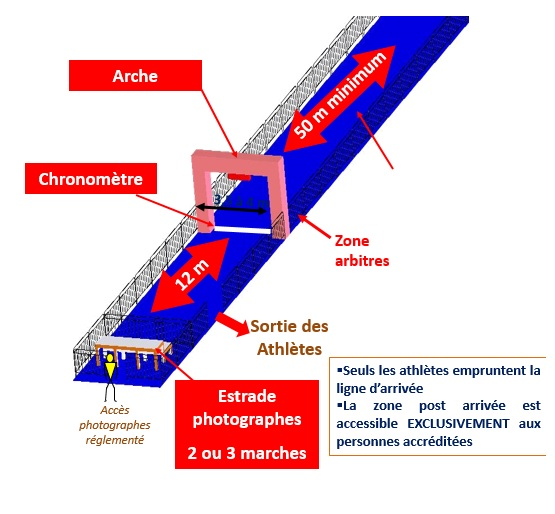 Arche
50 m minimum
Chronomètre
3
Zone
arbitres
12 m
Sortie des
Athlètes
Estrade
photographes
2 ou 3 marches
Accès
photographes
réglementé
▪Seuls les athlètes empruntent la
ligne d'arrivée
▪La zone post arrivée est
accessible EXCLUSIVEMENT aux
personnes accréditées